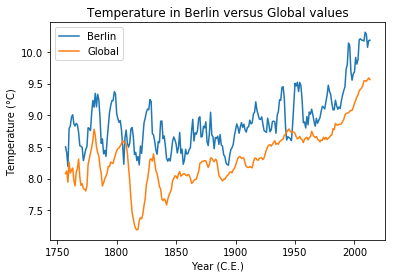 Temperature in Berlin versus Global values
Berlin
Global
Temperature (°C)
10.0
9.5
9.0
8.5
8.0
7.5
1750
1800
1850
1900
1950
2000
Year (C.E.)